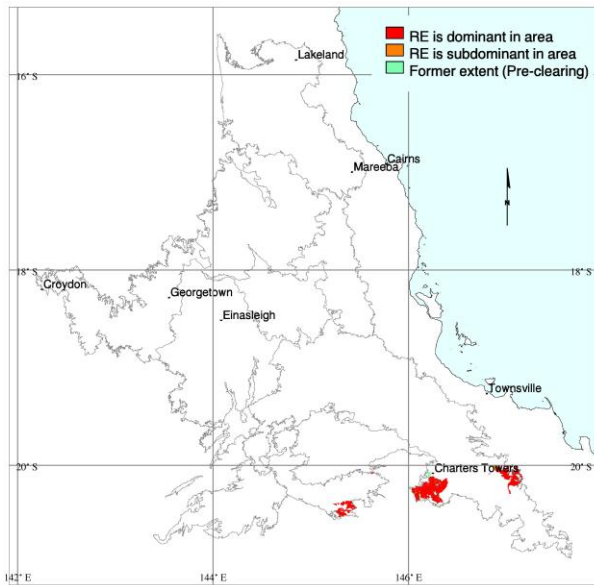 RE is dominant in area
RE is subdominant in area
Former extent (Pre-clearing)
Lakeland
16° S
Cairns
Mareeba
N
18° S
18° S
Croydon
Georgetown
Einasleigh
Townsville
20° S
Charters Towers
20° S
142° E
144° E
146° E